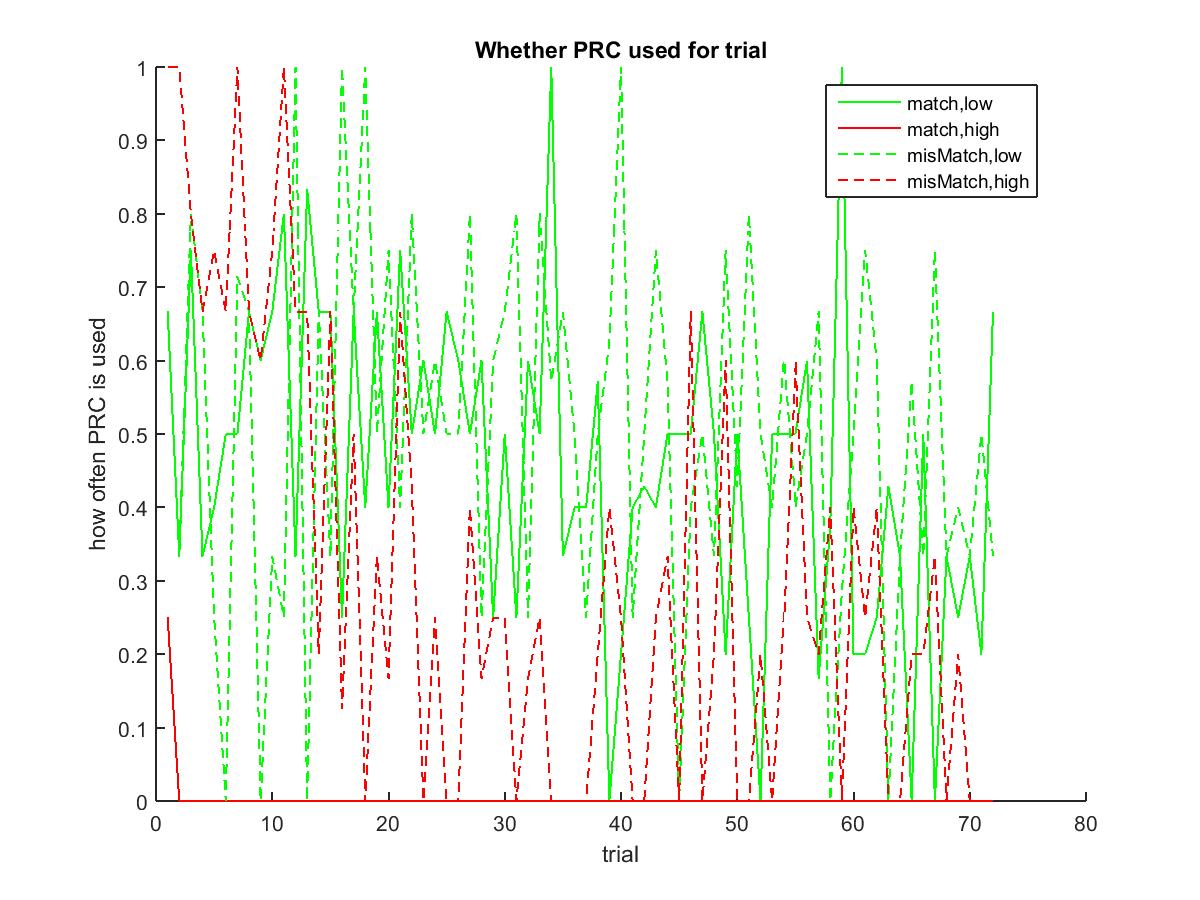 Whether PRC used for trial
how often PRC is used
1
0.9
0.8
0.7
0.6
0.5
0.4
0.3
0.2
0.1
0
match,low
match,high
misMatch,low
misMatch,high
0 10 20 30 40 50 60 70 80
trial